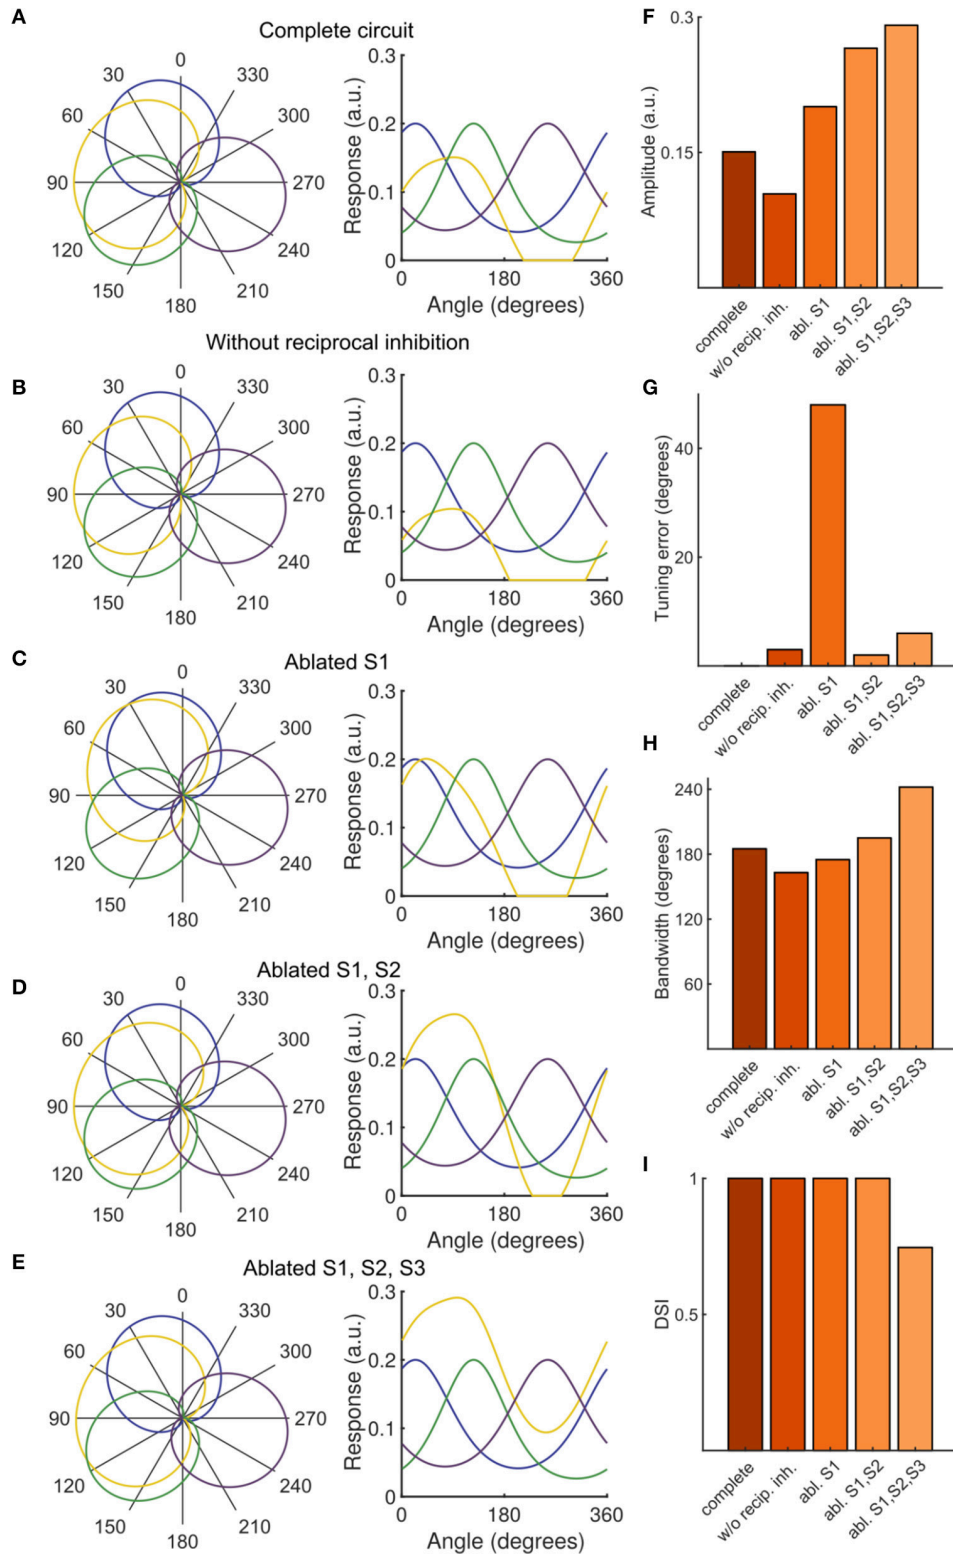 A
Complete circuit
0
30
330
60
300
90
270
120
240
150
210
180
0.3
0.2
0.1
0
0
180
360
Response (a.u.)
Angle (degrees)
B
Without reciprocal inhibition
0
30
330
60
300
90
270
120
240
150
210
180
0.3
0.2
0.1
0
0
180
360
Response (a.u.)
Angle (degrees)
C
Ablated S1
0
30
330
60
300
90
270
120
240
150
210
180
0.3
0.2
0.1
0
0
180
360
Response (a.u.)
Angle (degrees)
D
Ablated S1, S2
0
30
330
60
300
90
270
120
240
150
210
180
0.3
0.2
0.1
0
0
180
360
Response (a.u.)
Angle (degrees)
E
Ablated S1, S2, S3
0
30
330
60
300
90
270
120
240
150
210
180
0.3
0.2
0.1
0
0
180
360
Response (a.u.)
Angle (degrees)
F
0.3
0.15
Amplitude (a.u.)
complete
w/o recip. inh.
abl. S1
abl. S1,S2
abl. S1,S2,S3
G
40
20
Tuning error (degrees)
complete
w/o recip. inh.
abl. S1
abl. S1,S2
abl. S1,S2,S3
H
240
180
120
60
Bandwidth (degrees)
complete
w/o recip. inh.
abl. S1
abl. S1,S2
abl. S1,S2,S3
I
1
0.5
DSI
complete
w/o recip. inh.
abl. S1
abl. S1,S2
abl. S1,S2,S3